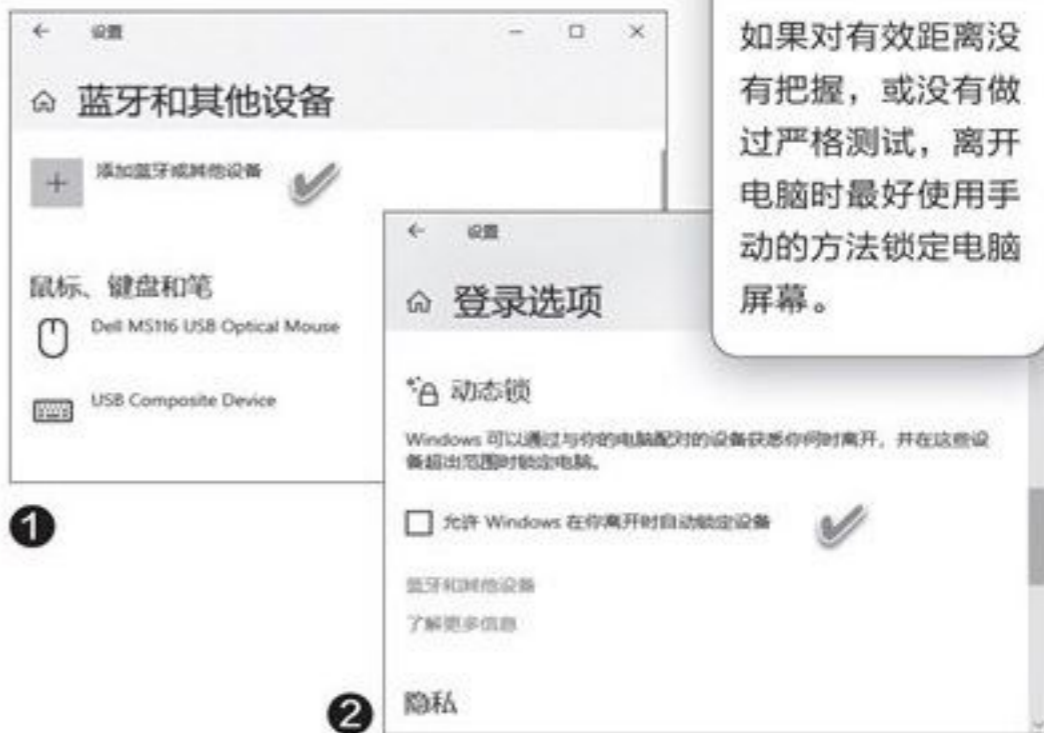 设置
蓝牙和其他设备
添加蓝牙或其他设备
鼠标、键盘和笔
Dell MS116 USB Optical Mouse
USB Composite Device
❶
设置
登录选项
动态锁
Windows 可以通过与你的电脑配对的设备获悉你何时离开，并在这些设
备超出范围时锁定电脑。
允许 Windows 在你离开时自动锁定设备
蓝牙和其他设备
了解更多信息
隐私
❷
如果对有效距离没
有把握，或没有做
过严格测试，离开
电脑时最好使用手
动的方法锁定电脑
屏幕。